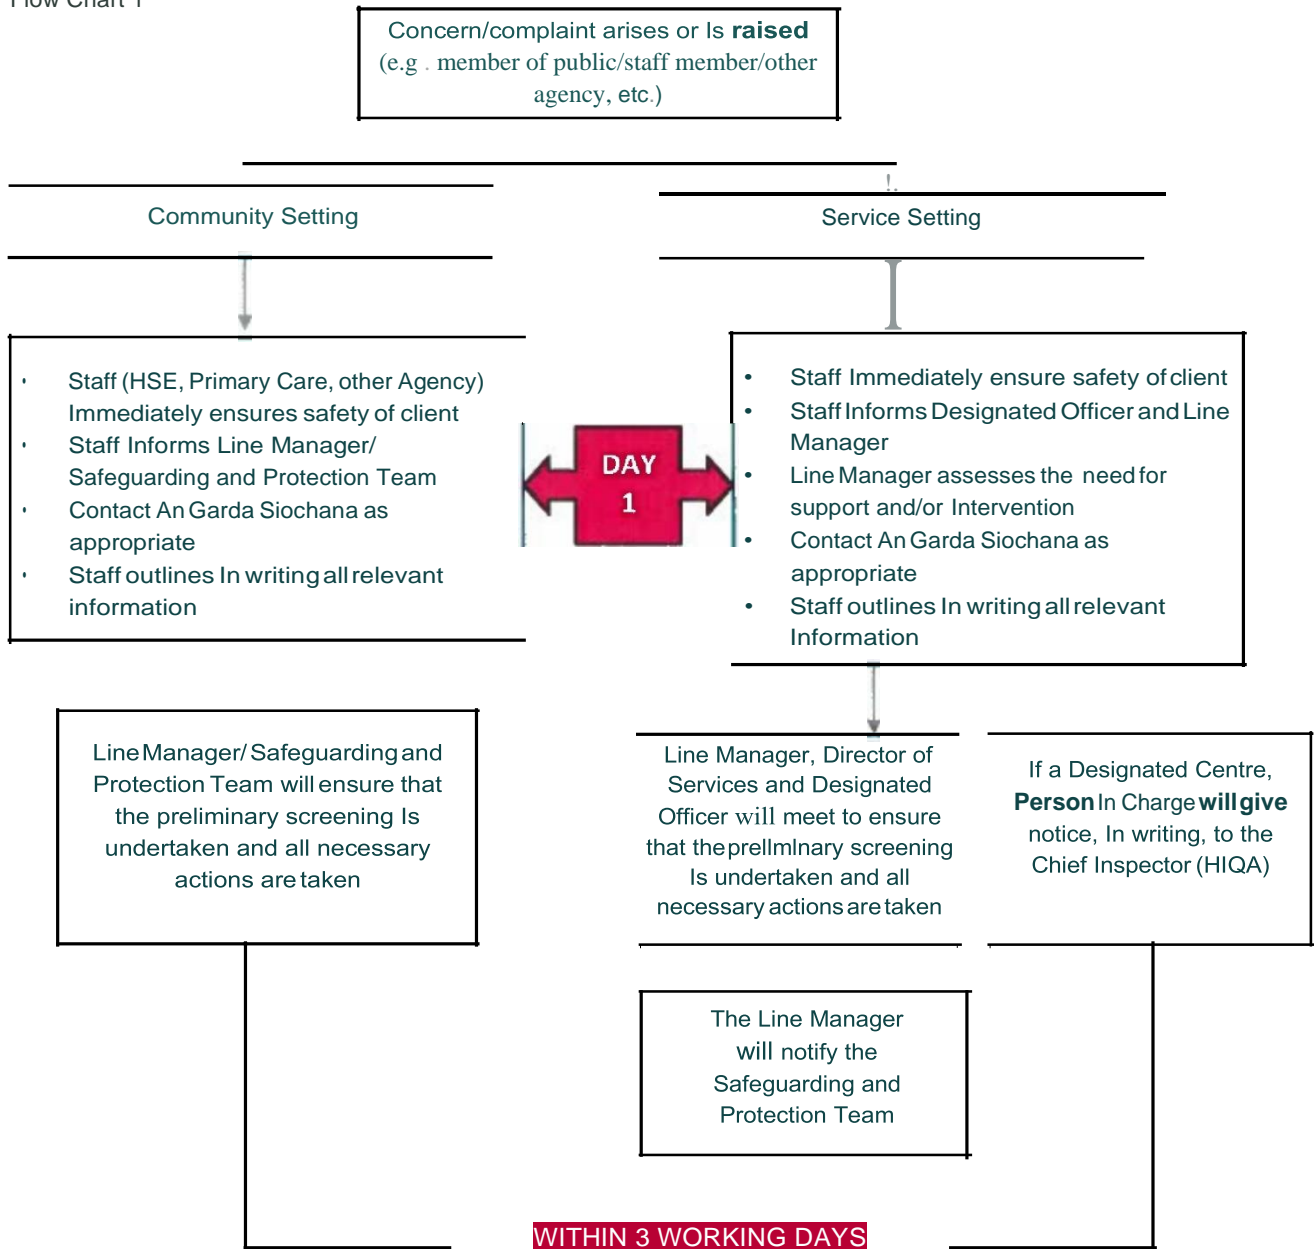 Flow Chart 1
Concern/complaint arises or Is raised
(e.g . member of public/staff member/other
agency, etc.)
Community Setting
Service Setting
• Staff (HSE, Primary Care, other Agency)
Immediately ensures safety of client
• Staff Informs Line Manager/
Safeguarding and Protection Team
• Contact An Garda Siochana as
appropriate
• Staff outlines In writing all relevant
information
DAY
1
• Staff Immediately ensure safety of client
• Staff Informs Designated Officer and Line
Manager
• Line Manager assesses the need for
support and/or Intervention
• Contact An Garda Siochana as
appropriate
• Staff outlines In writing all relevant
Information
Line Manager/ Safeguarding and
Protection Team will ensure that
the preliminary screening Is
undertaken and all necessary
actions are taken
Line Manager, Director of
Services and Designated
Officer will meet to ensure
that the prellmlnary screening
Is undertaken and all
necessary actions are taken
If a Designated Centre,
Person In Charge will give
notice, In writing, to the
Chief Inspector (HIQA)
The Line Manager
will notify the
Safeguarding and
Protection Team
WITHIN 3 WORKING DAYS